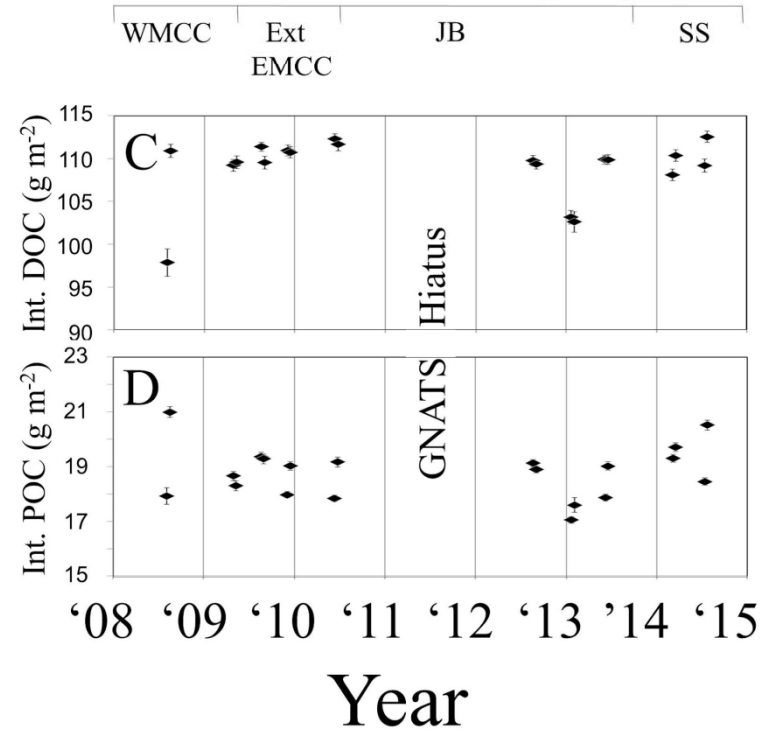 WMCC Ext EMCC JB SS
C
Int. DOC (g m⁻²)
115
110
105
100
95
90
Hiatus
D
Int. POC (g m⁻²)
23
21
19
17
15
GNATS
‘08 ‘09 ‘10 ‘11 ‘12 ‘13 ’14 ‘15
Year